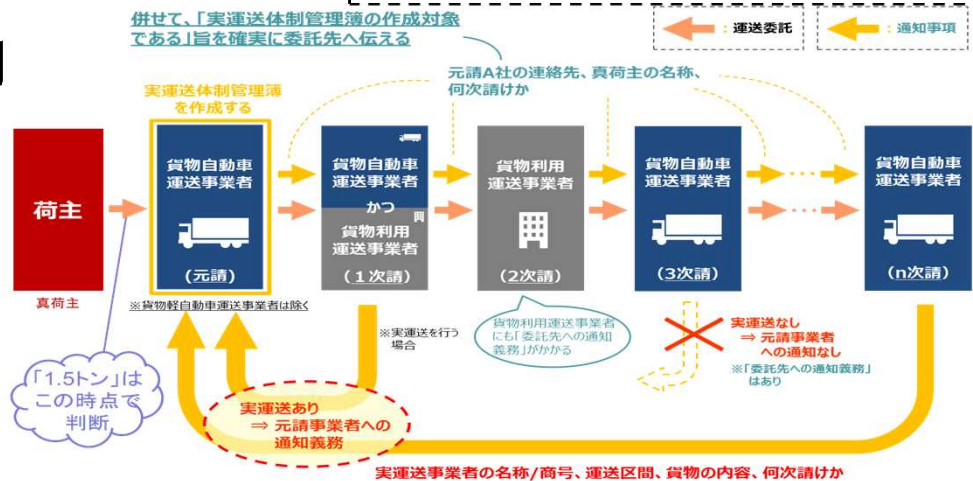 併せて、「実運送体制管理簿の作成対象
である」旨を確実に委託先へ伝える
：運送委託
：通知事項
元請A社の連絡先、真荷主の名称、
何次請けか
実運送体制管理簿
を作成する
荷主
真荷主
貨物自動車
運送事業者
(元請)
※貨物軽自動車運送事業者は除く
貨物自動車
運送事業者
かつ
貨物利用
運送事業者
(１次請)
貨物利用
運送事業者
(２次請)
貨物自動車
運送事業者
(３次請)
貨物自動車
運送事業者
(n次請)
※実運送を行う
場合
貨物利用運送事業者
にも「委託先への通知
義務」がかかる
実運送なし
⇒ 元請事業者
への通知なし
※「委託先への通知義務」
はあり
「1.5トン」は
この時点で
判断
実運送あり
⇒ 元請事業者への
通知義務
実運送事業者の名称/商号、運送区間、貨物の内容、何次請けか